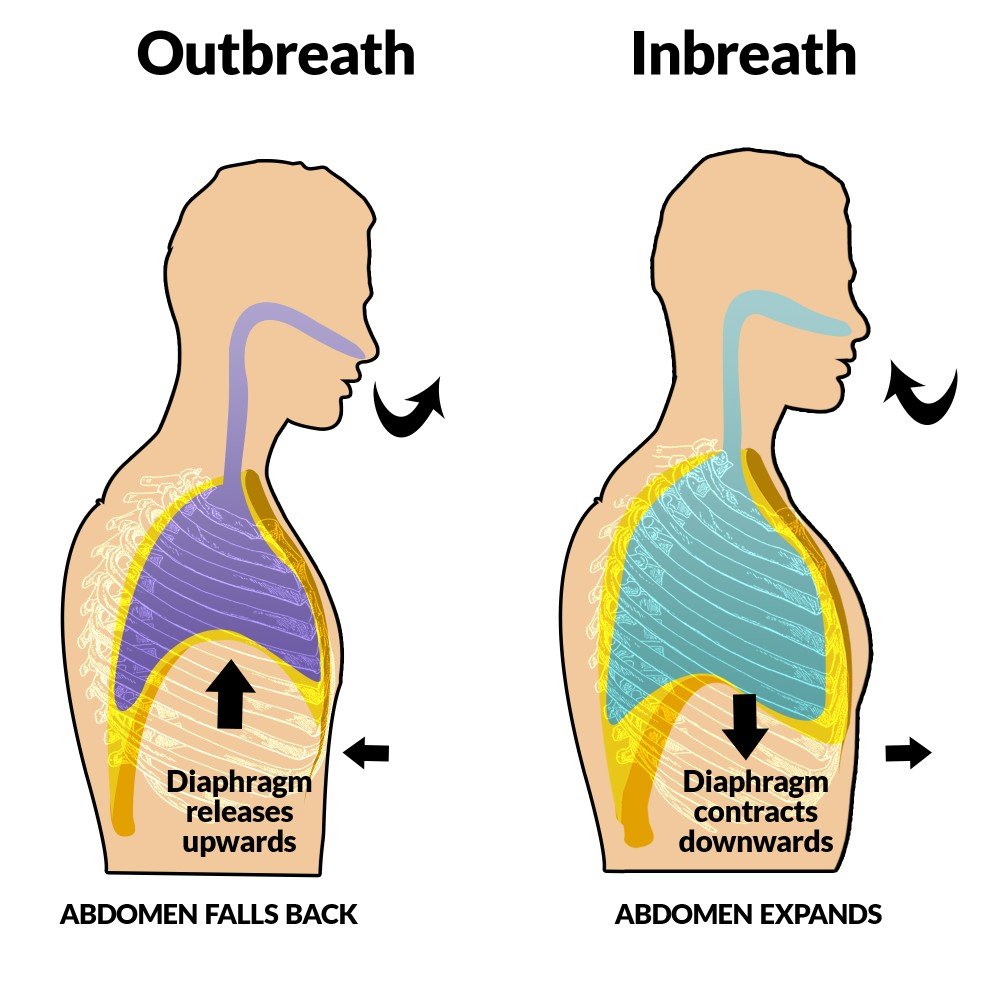 Outbreath
Inbreath
Diaphragm
releases
upwards
Diaphragm
contracts
downwards
ABDOMEN FALLS BACK
ABDOMEN EXPANDS